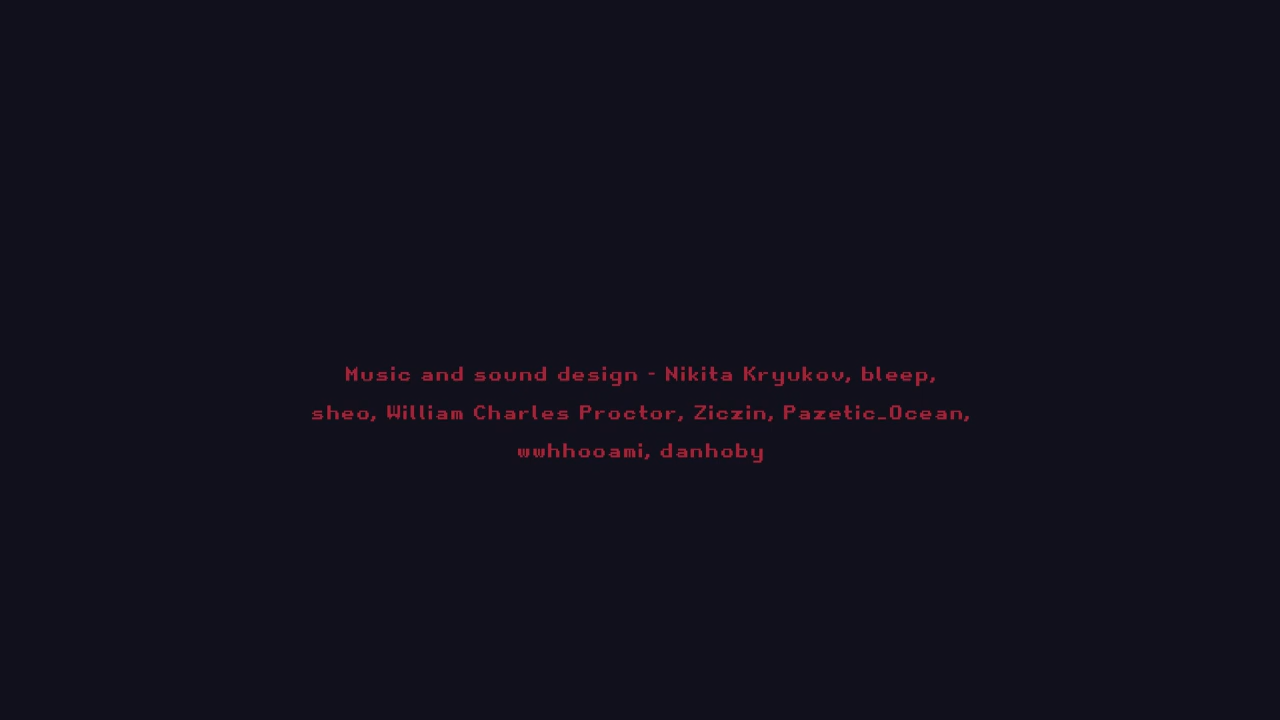 Music and sound design - Nikita Kryukov, bleep,
sheo, William Charles Proctor, Ziczin, Pazetic_Ocean,
wwhhooami, danhoby